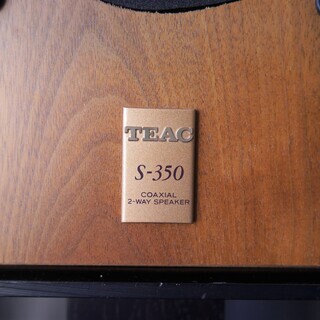 TEAC
S-350
COAXIAL
2-WAY SPEAKER